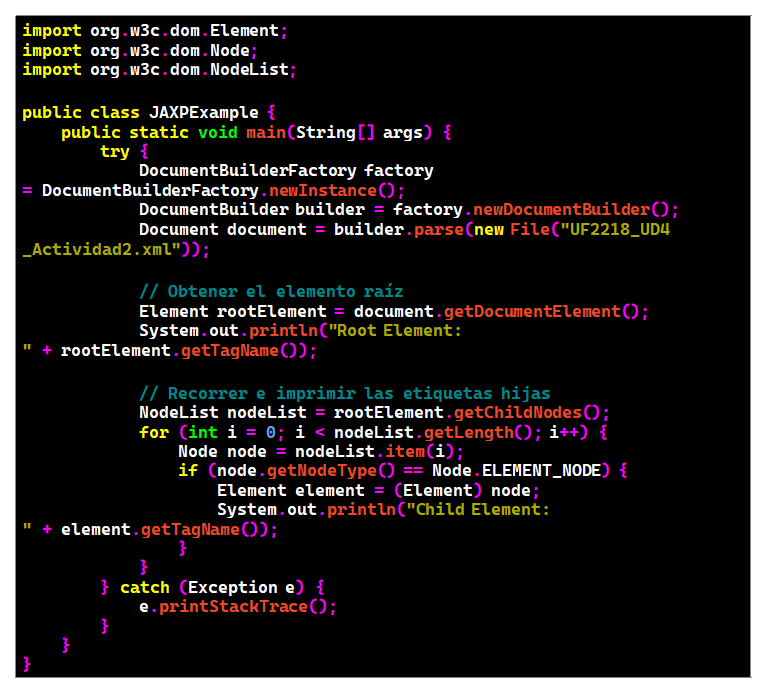 import org.w3c.dom.Element;
import org.w3c.dom.Node;
import org.w3c.dom.NodeList;

public class JAXPExample {
    public static void main(String[] args) {
        try {
            DocumentBuilderFactory factory
= DocumentBuilderFactory.newInstance();
            DocumentBuilder builder = factory.newDocumentBuilder();
            Document document = builder.parse(new File("UF2218_UD4
_Actividad2.xml"));

            // Obtener el elemento raíz
            Element rootElement = document.getDocumentElement();
            System.out.println("Root Element:
" + rootElement.getTagName());

            // Recorrer e imprimir las etiquetas hijas
            NodeList nodeList = rootElement.getChildNodes();
            for (int i = 0; i < nodeList.getLength(); i++) {
                Node node = nodeList.item(i);
                if (node.getNodeType() == Node.ELEMENT_NODE) {
                    Element element = (Element) node;
                    System.out.println("Child Element:
" + element.getTagName());
                }
            }
        } catch (Exception e) {
            e.printStackTrace();
        }
    }
}